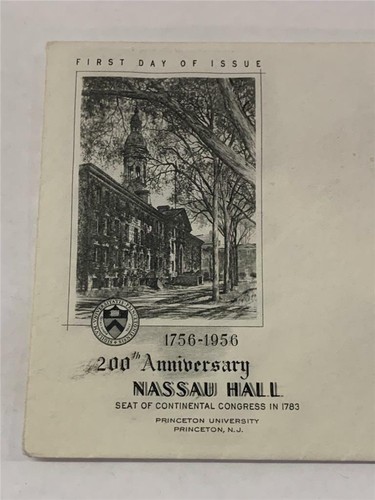 FIRST DAY OF ISSUE
1756-1956
200th Anniversary
NASSAU HALL
SEAT OF CONTINENTAL CONGRESS IN 1783
PRINCETON UNIVERSITY
PRINCETON, N.J.